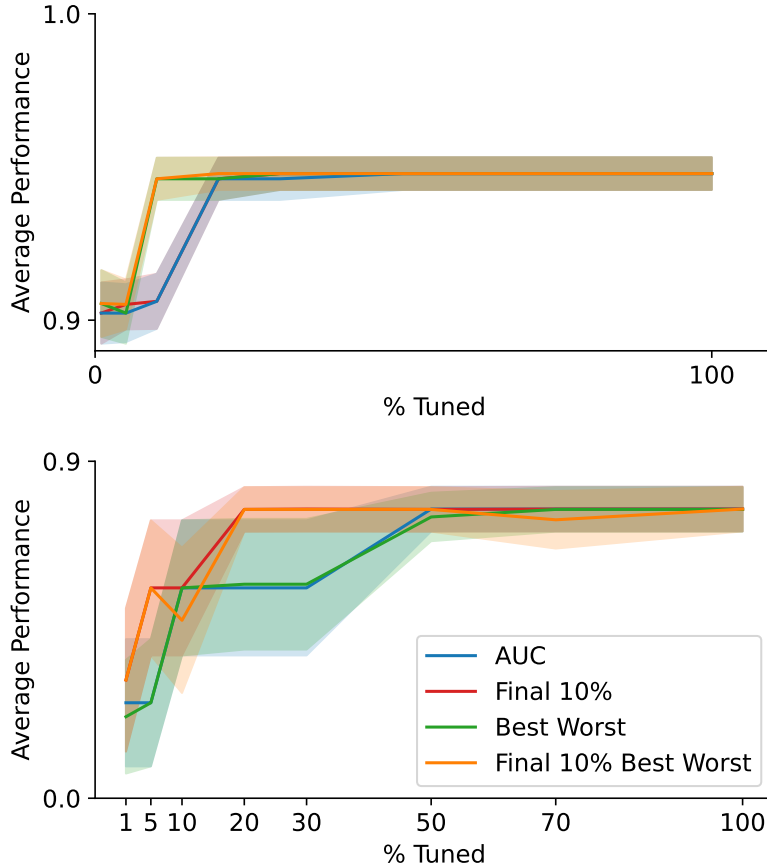 1.0
Average Performance
0.9
0
100
% Tuned
0.9
Average Performance
AUC
Final 10%
Best Worst
Final 10% Best Worst
0.0
1 5 10 20 30 50 70 100
% Tuned